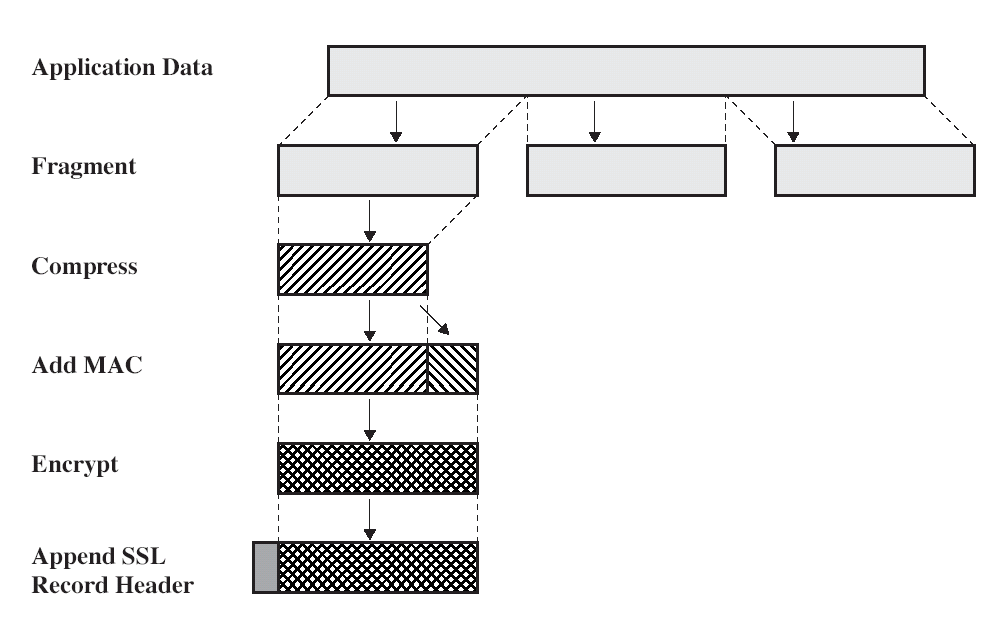 Application Data
Fragment
Compress
Add MAC
Encrypt
Append SSL
Record Header